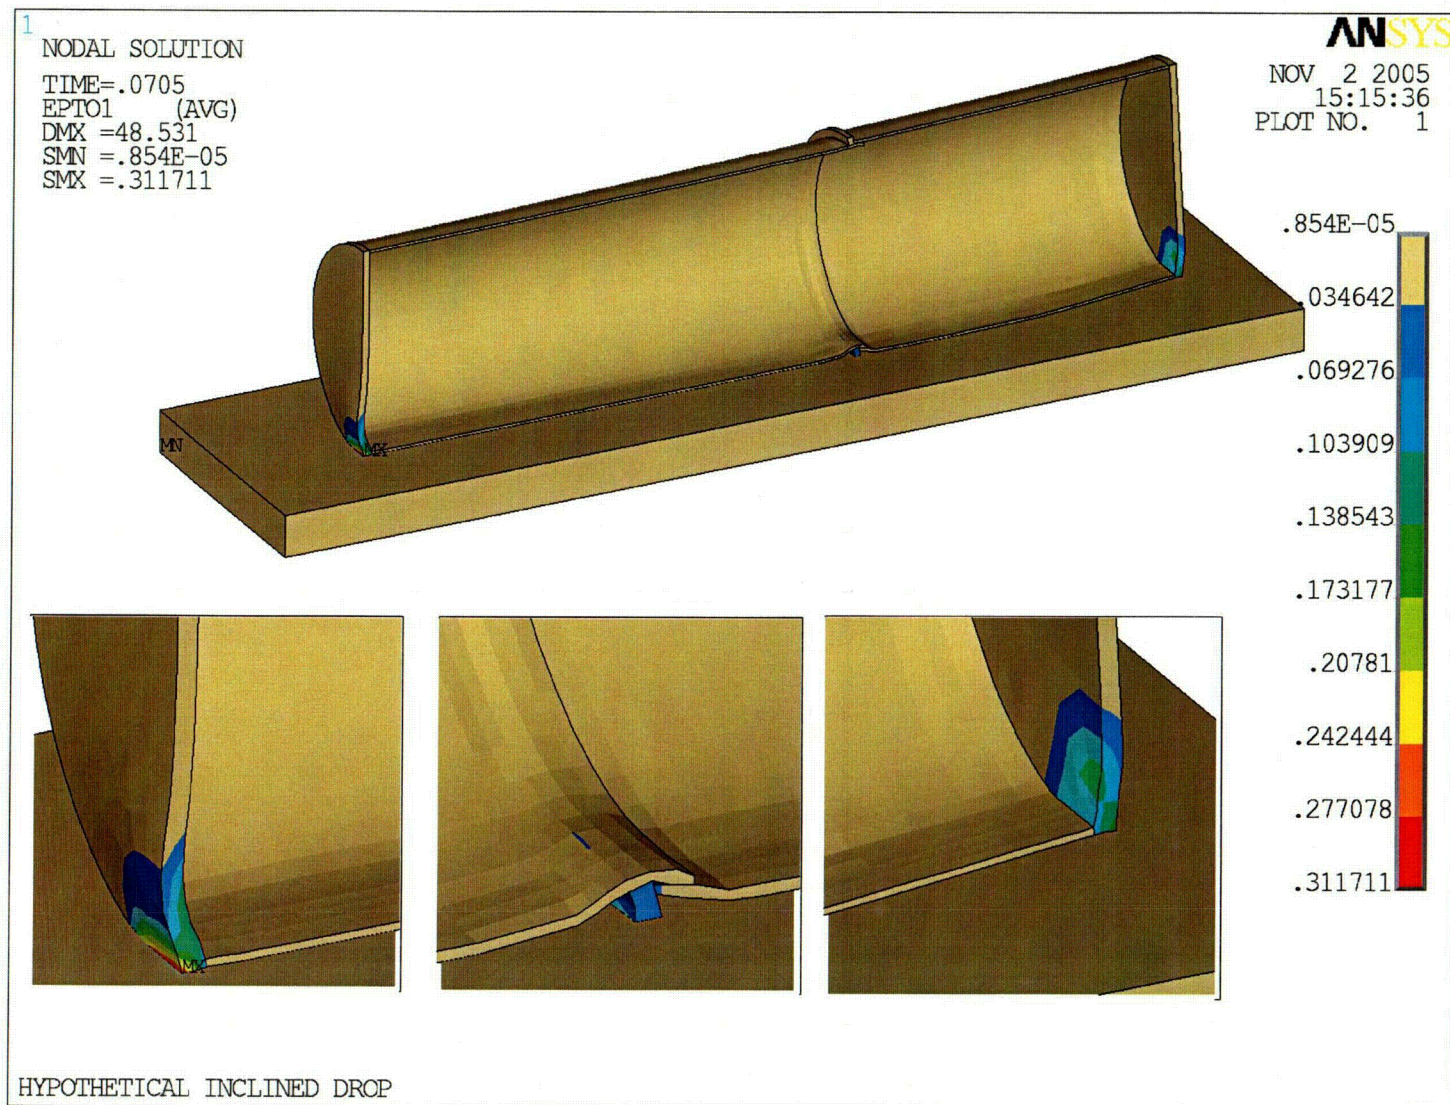 1
NODAL SOLUTION
TIME=.0705
EPTO1 (AVG)
DMX =48.531
SMN =.854E-05
SMX =.311711
ANSYS
NOV 2 2005
15:15:36
PLOT NO. 1
.854E-05
.034642
.069276
.103909
.138543
.173177
.20781
.242444
.277078
.311711
MN
MX
MX
HYPOTHETICAL INCLINED DROP